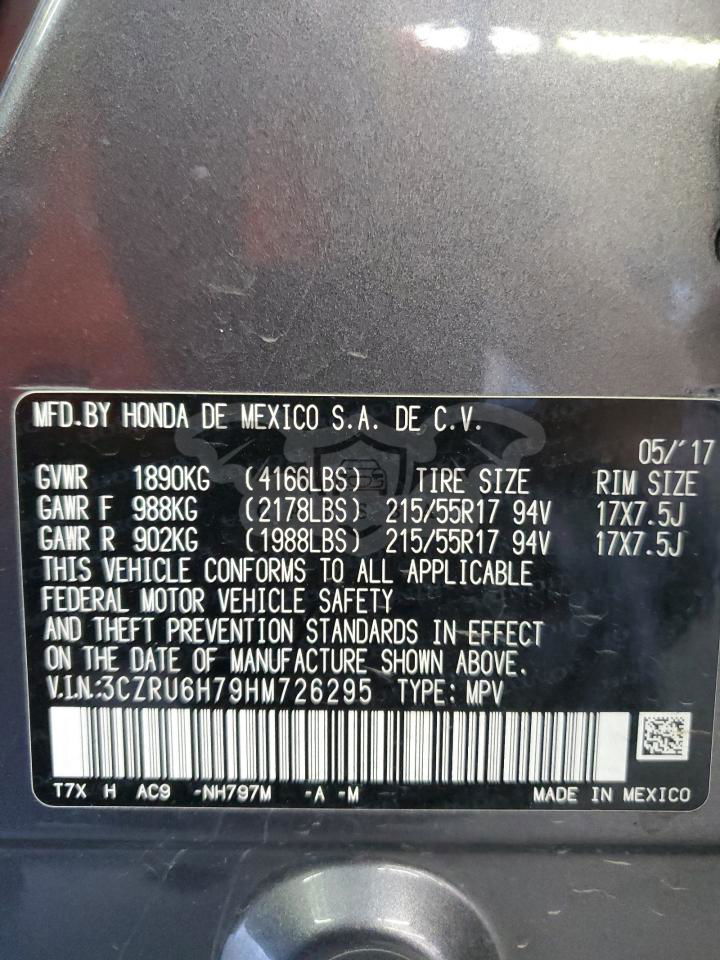 MFD.BY HONDA DE MEXICO S.A. DE C.V.
05/'17
GVWR 1890KG (4166LBS) TIRE SIZE RIM SIZE
GAWR F 988KG (2178LBS) 215/55R17 94V 17X7.5J
GAWR R 902KG (1988LBS) 215/55R17 94V 17X7.5J
THIS VEHICLE CONFORMS TO ALL APPLICABLE
FEDERAL MOTOR VEHICLE SAFETY
AND THEFT PREVENTION STANDARDS IN EFFECT
ON THE DATE OF MANUFACTURE SHOWN ABOVE.
V.I.N.:3CZRU6H79HM726295 TYPE: MPV
T7X H AC9 -NH797M -A -M MADE IN MEXICO